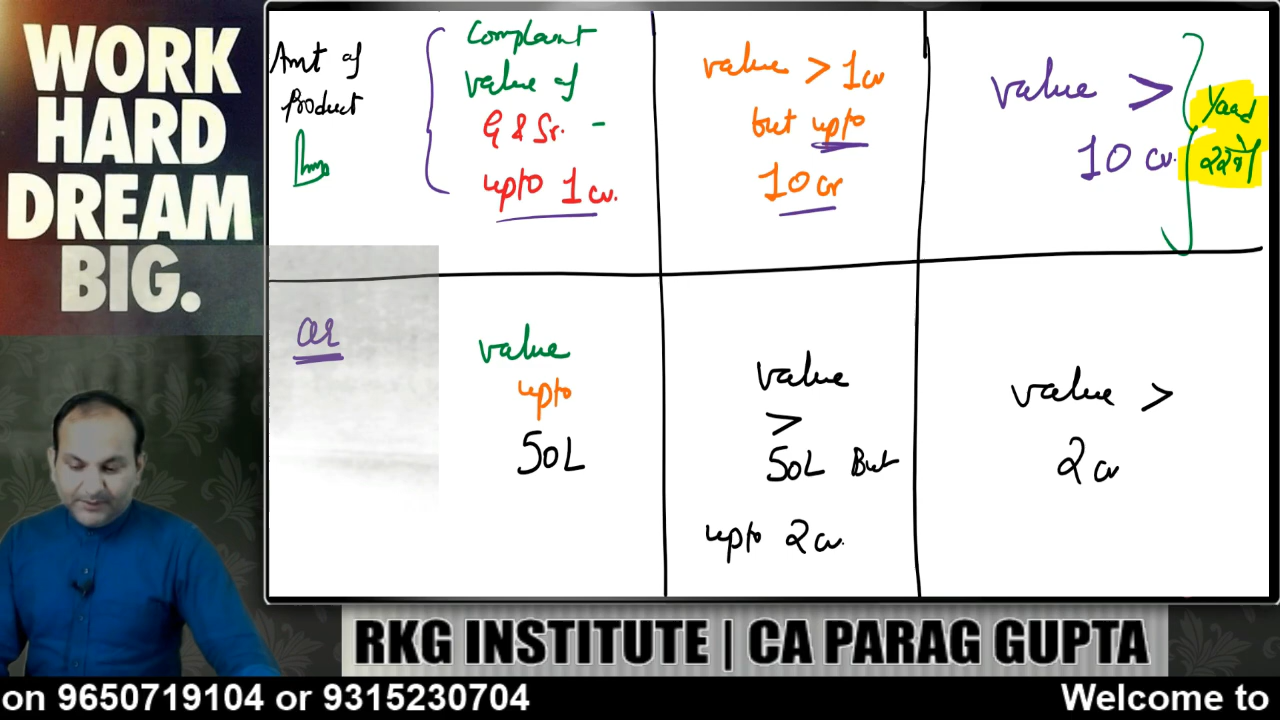 WORK
HARD
DREAM
BIG.
Amt of
Product
Complaint
value of
G & Sr. -
upto 1 cr.
value > 1 cr
but upto
10 cr
value >
10 cr.
Yaad
or
value
upto
50L
value
>
50L But
upto 2 cr.
value >
2 cr
RKG INSTITUTE | CA PARAG GUPTA
on 9650719104 or 9315230704
Welcome to